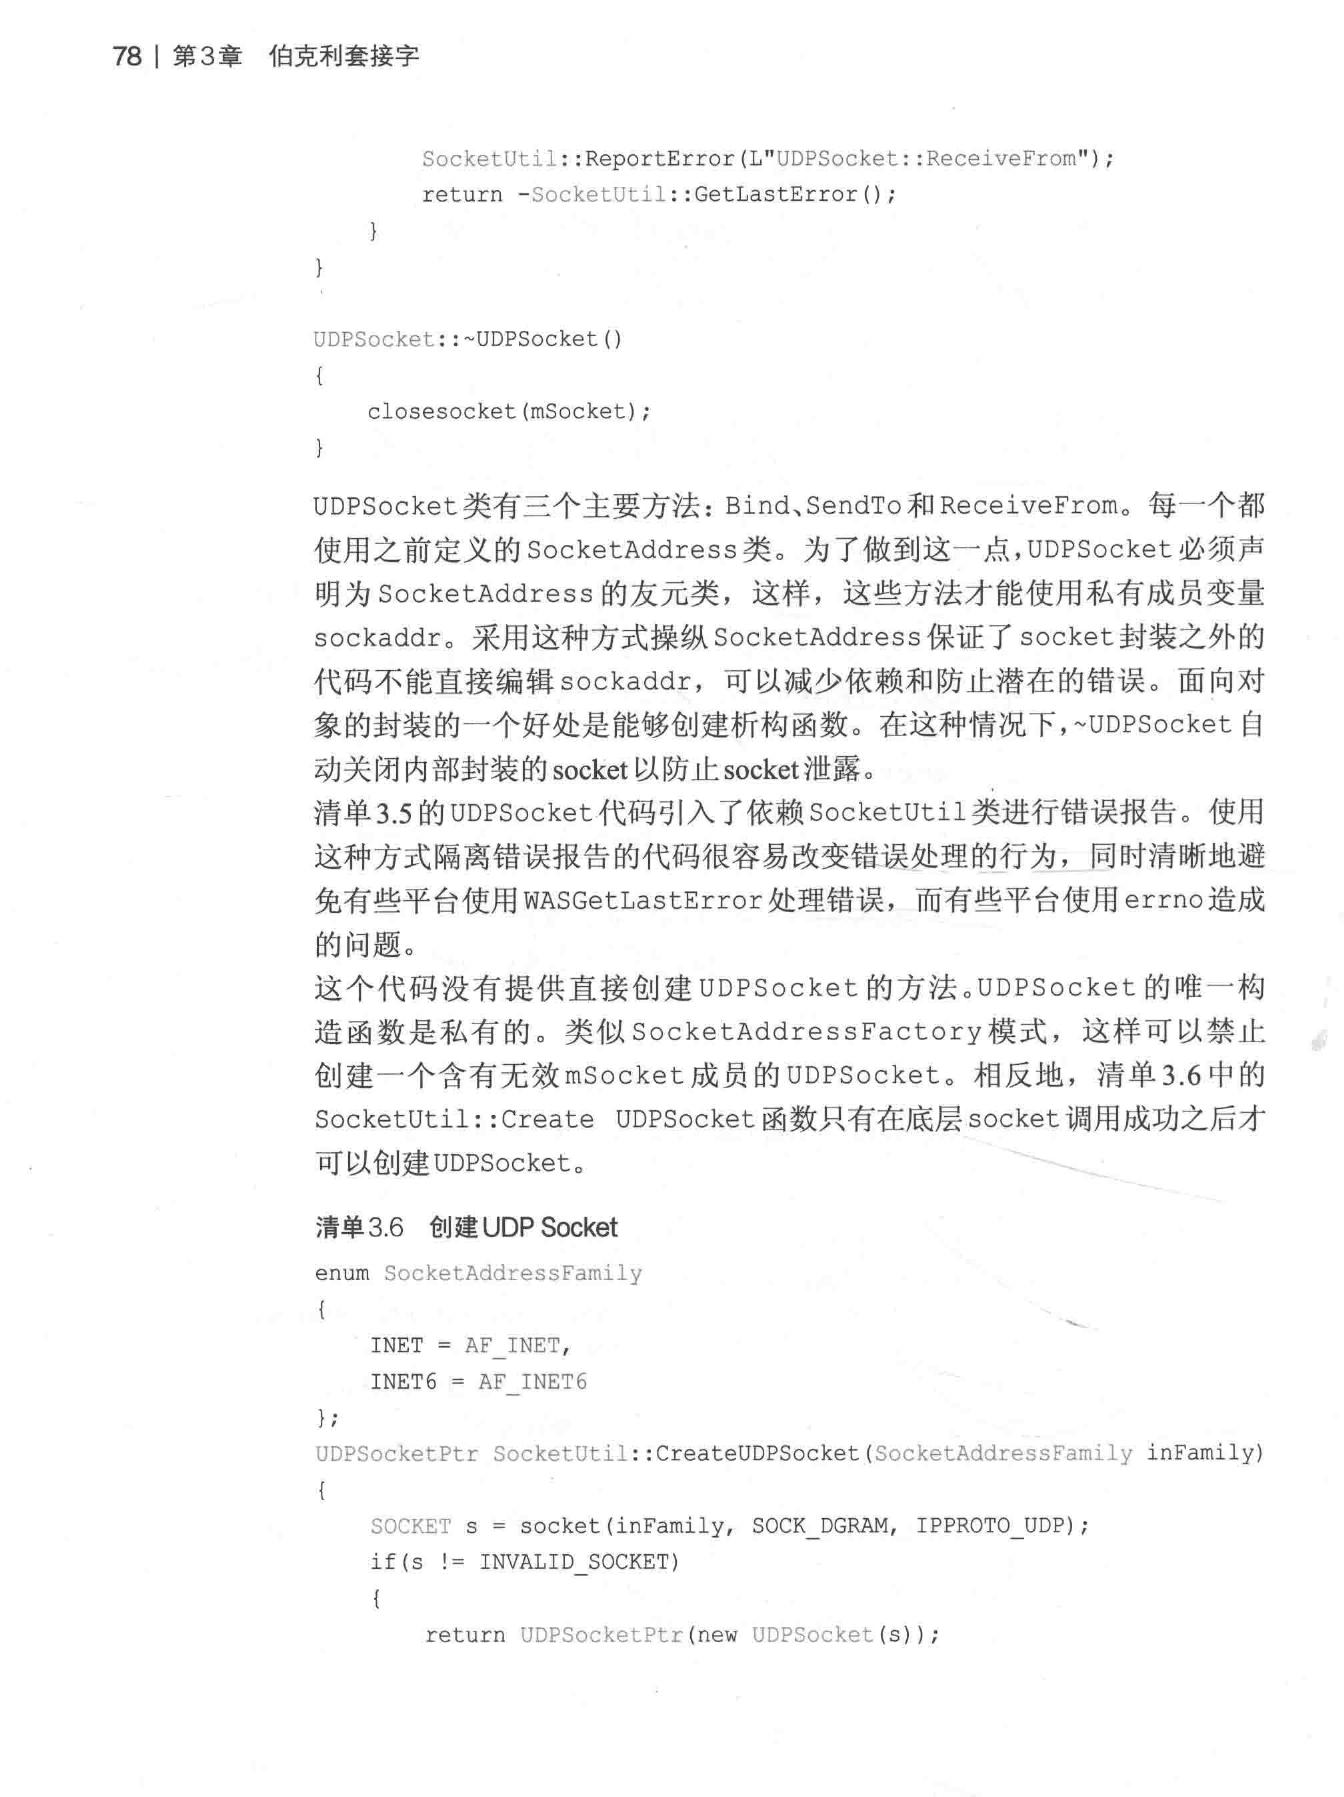 78 | 第3章 伯克利套接字
SocketUtil::ReportError(L"UDPSocket::ReceiveFrom");
return -SocketUtil::GetLastError();
}
}
UDPSocket::~UDPSocket()
{
closesocket(mSocket);
}
UDPSocket类有三个主要方法：Bind、SendTo和ReceiveFrom。每一个都
使用之前定义的SocketAddress类。为了做到这一点，UDPSocket必须声
明为SocketAddress的友元类，这样，这些方法才能使用私有成员变量
sockaddr。采用这种方式操纵SocketAddress保证了socket封装之外的
代码不能直接编辑sockaddr，可以减少依赖和防止潜在的错误。面向对
象的封装的一个好处是能够创建析构函数。在这种情况下，~UDPSocket自
动关闭内部封装的socket以防止socket泄露。
清单3.5的UDPSocket代码引入了依赖SocketUtil类进行错误报告。使用
这种方式隔离错误报告的代码很容易改变错误处理的行为，同时清晰地避
免有些平台使用WASGetLastError处理错误，而有些平台使用errno造成
的问题。
这个代码没有提供直接创建UDPSocket的方法。UDPSocket的唯一构
造函数是私有的。类似SocketAddressFactory模式，这样可以禁止
创建一个含有无效mSocket成员的UDPSocket。相反地，清单3.6中的
SocketUtil::Create UDPSocket函数只有在底层socket调用成功之后才
可以创建UDPSocket。
清单3.6 创建UDP Socket
enum SocketAddressFamily
{
INET = AF_INET,
INET6 = AF_INET6
};
UDPSocketPtr SocketUtil::CreateUDPSocket(SocketAddressFamily inFamily)
{
SOCKET s = socket(inFamily, SOCK_DGRAM, IPPROTO_UDP);
if(s != INVALID_SOCKET)
{
return UDPSocketPtr(new UDPSocket(s));